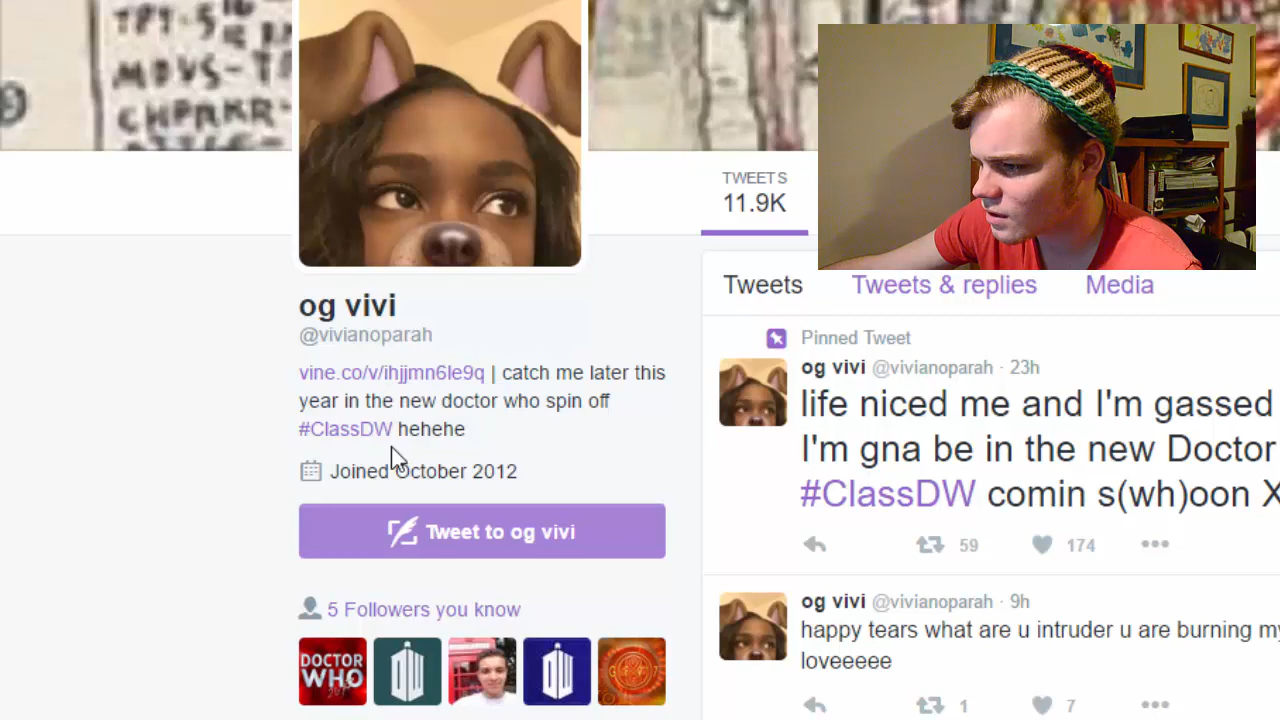 TPT-5
MDVS-T
CHPRKR-
TWEETS
11.9K
og vivi
@vivianoparah
vine.co/v/ihjjmn6le9q | catch me later this
year in the new doctor who spin off
#ClassDW hehehe
Joined October 2012
Tweet to og vivi
5 Followers you know
DOCTOR
WHO
Tweets Tweets & replies Media
Pinned Tweet
og vivi @vivianoparah · 23h
life niced me and I'm gassed
I'm gna be in the new Doctor
#ClassDW comin s(wh)oon X
59 174
og vivi @vivianoparah · 9h
happy tears what are u intruder u are burning my
loveeeee
1 7